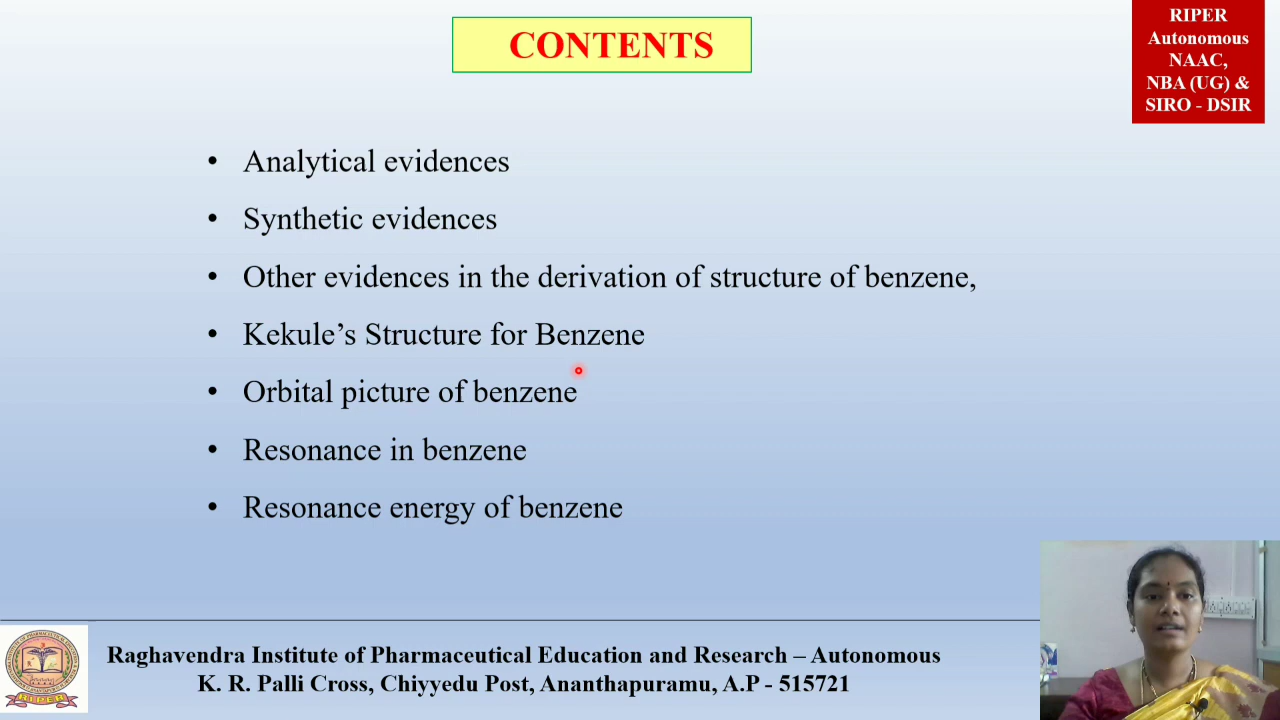 CONTENTS
RIPER
Autonomous
NAAC,
NBA (UG) &
SIRO - DSIR
• Analytical evidences
• Synthetic evidences
• Other evidences in the derivation of structure of benzene,
• Kekule’s Structure for Benzene
• Orbital picture of benzene
• Resonance in benzene
• Resonance energy of benzene
RIPER
Raghavendra Institute of Pharmaceutical Education and Research – Autonomous
K. R. Palli Cross, Chiyyedu Post, Ananthapuramu, A.P - 515721